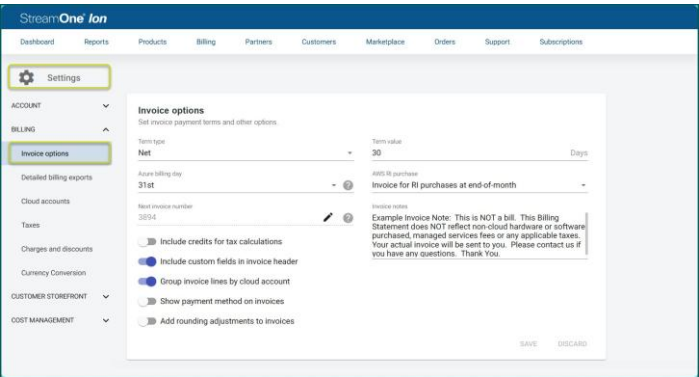 StreamOne Ion
Dashboard Reports Products Billing Partners Customers Marketplace Orders Support Subscriptions
Settings
ACCOUNT
BILLING
Invoice options
Detailed billing exports
Cloud accounts
Taxes
Charges and discounts
Currency Conversion
CUSTOMER STOREFRONT
COST MANAGEMENT
Invoice options
Set invoice payment terms and other options
Term type
Net
Term value
30 Days
Azure billing day
31st
AWS RI purchase
Invoice for RI purchases at end-of-month
Next invoice number
3894
Invoice notes
Example Invoice Note: This is NOT a bill. This Billing
Statement does NOT reflect non-cloud hardware or software
purchased, managed services fees or any applicable taxes.
Your actual invoice will be sent to you. Please contact us if
you have any questions. Thank You.
Include credits for tax calculations
Include custom fields in invoice header
Group invoice lines by cloud account
Show payment method on invoices
Add rounding adjustments to invoices
SAVE DISCARD